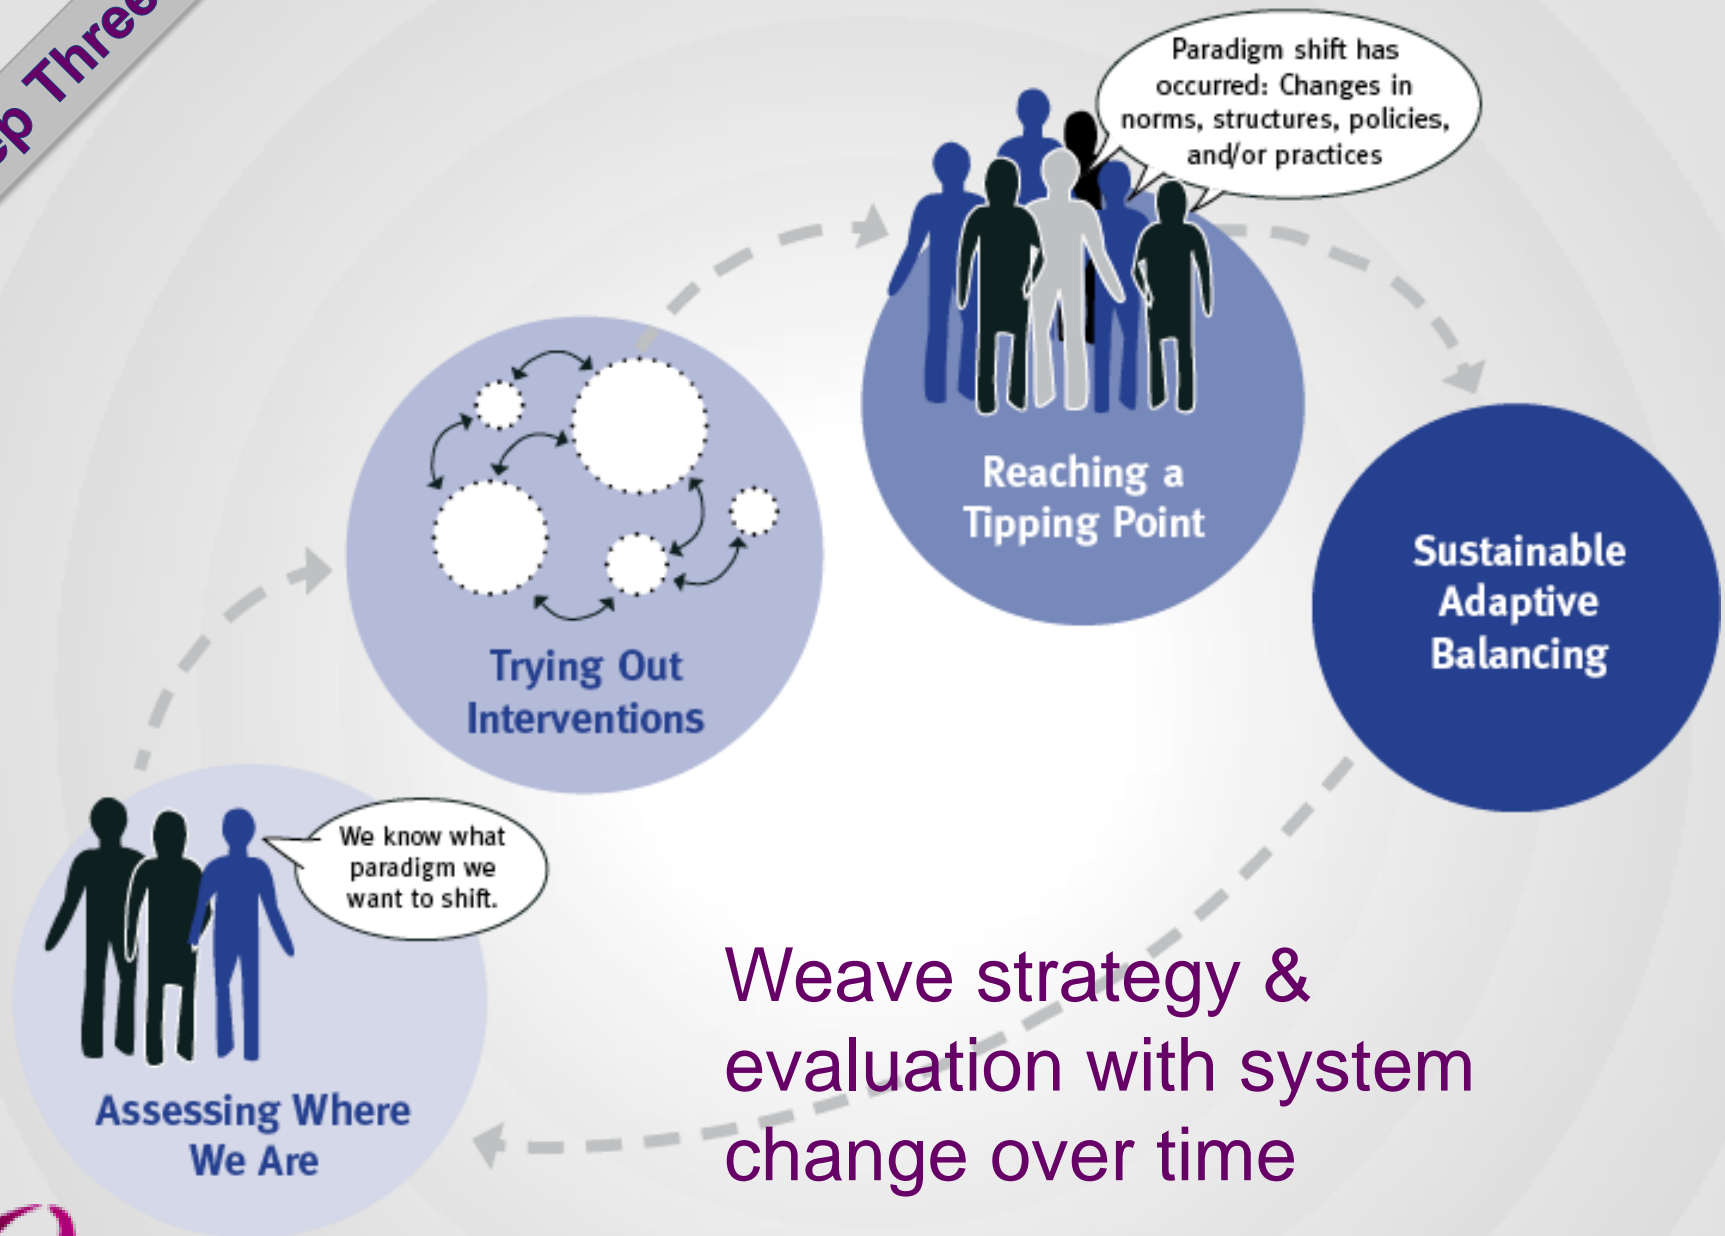 Three
Paradigm shift has
occurred: Changes in
norms, structures, policies,
and/or practices
Reaching a
Tipping Point
Sustainable
Adaptive
Balancing
Trying Out
Interventions
We know what
paradigm we
want to shift.
Assessing Where
We Are
Weave strategy &
evaluation with system
change over time